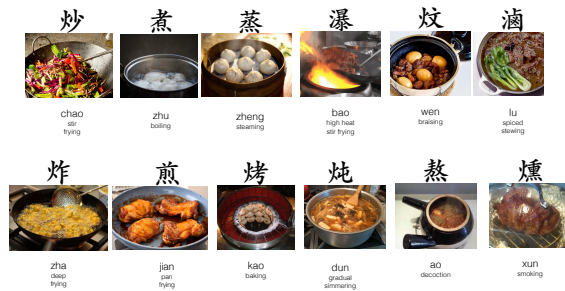 炒 煮 蒸 瀑 炆 滷
chao zhu zheng bao wen lu
stir boiling steaming high heat braising spiced
frying stir frying stewing
炸 煎 烤 炖 熬 燻
zha jian kao dun ao xun
deep pan baking gradual decoction smoking
frying frying simmering